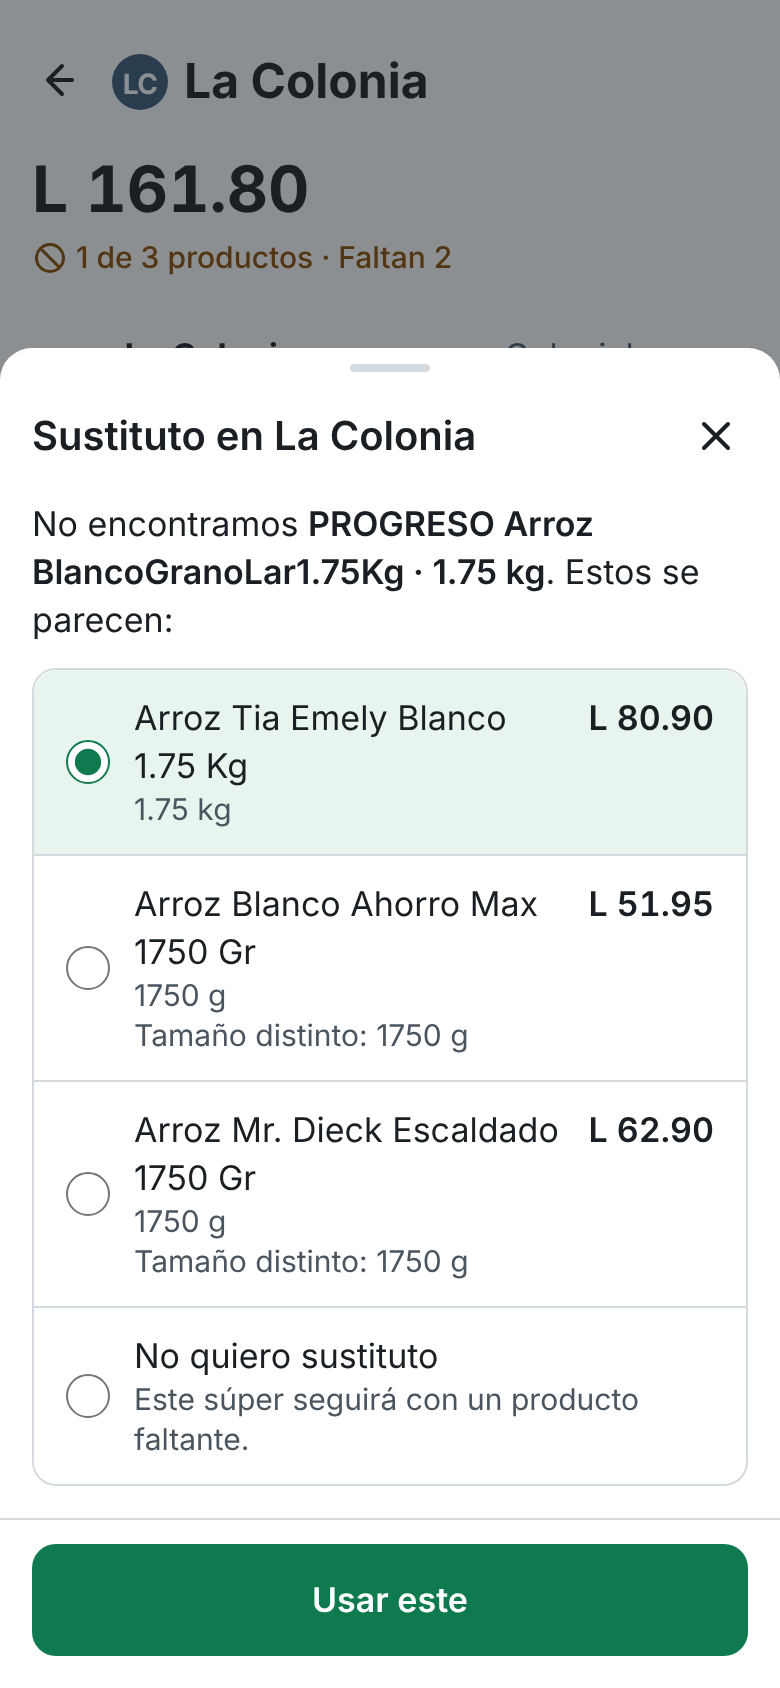 LC La Colonia
L 161.80
1 de 3 productos · Faltan 2
Sustituto en La Colonia
No encontramos PROGRESO Arroz
BlancoGranoLar1.75Kg · 1.75 kg. Estos se
parecen:
Arroz Tia Emely Blanco L 80.90
1.75 Kg
1.75 kg
Arroz Blanco Ahorro Max L 51.95
1750 Gr
1750 g
Tamaño distinto: 1750 g
Arroz Mr. Dieck Escaldado L 62.90
1750 Gr
1750 g
Tamaño distinto: 1750 g
No quiero sustituto
Este súper seguirá con un producto
faltante.
Usar este